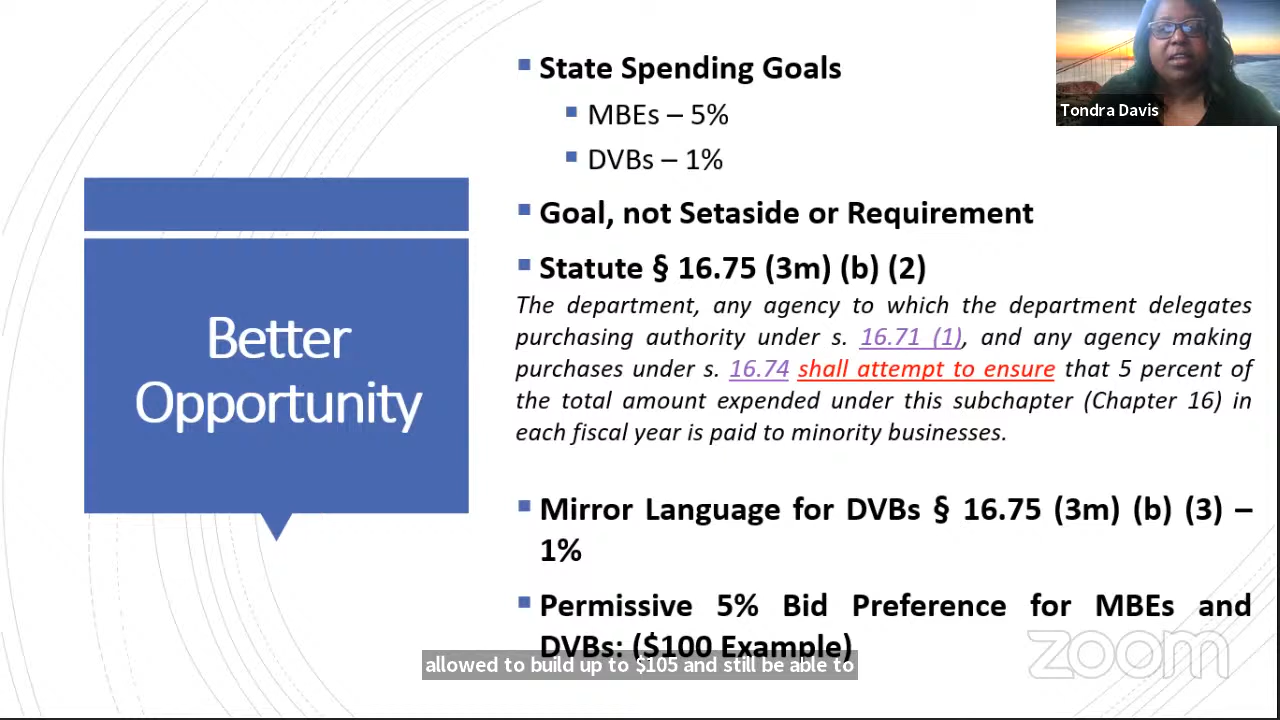 State Spending Goals
MBEs – 5%
DVBs – 1%
Goal, not Setaside or Requirement
Statute § 16.75 (3m) (b) (2)
The department, any agency to which the department delegates
purchasing authority under s. 16.71 (1), and any agency making
purchases under s. 16.74 shall attempt to ensure that 5 percent of
the total amount expended under this subchapter (Chapter 16) in
each fiscal year is paid to minority businesses.
Mirror Language for DVBs § 16.75 (3m) (b) (3) –
1%
Permissive 5% Bid Preference for MBEs and
DVBs: ($100 Example)
Better
Opportunity
Tondra Davis
allowed to build up to $105 and still be able to
zoom